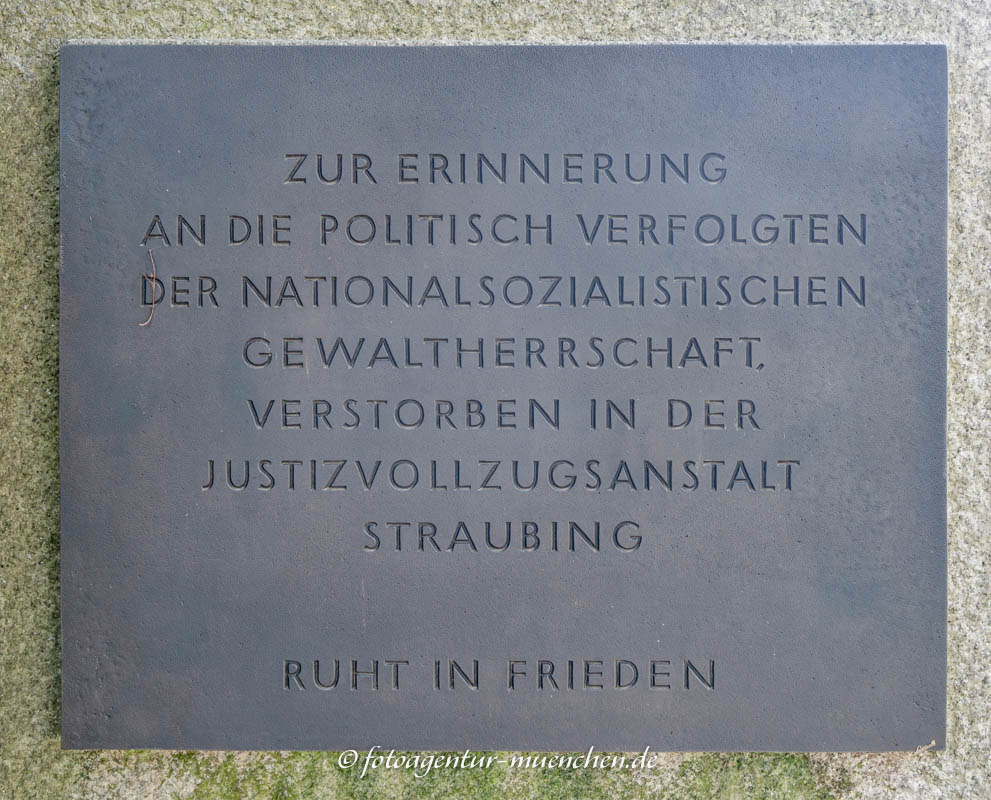 ZUR ERINNERUNG
AN DIE POLITISCH VERFOLGTEN
DER NATIONALSOZIALISTISCHEN
GEWALTHERRSCHAFT,
VERSTORBEN IN DER
JUSTIZVOLLZUGSANSTALT
STRAUBING
RUHT IN FRIEDEN
© fotoagentur-muenchen.de